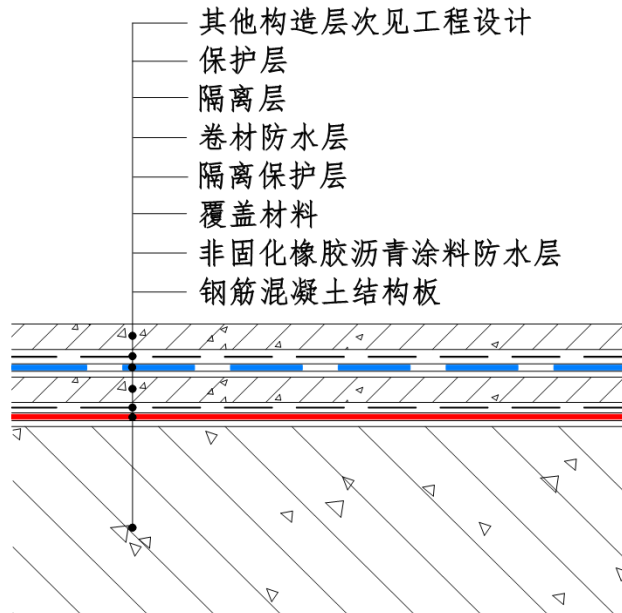 其他构造层次见工程设计
保护层
隔离层
卷材防水层
隔离保护层
覆盖材料
非固化橡胶沥青涂料防水层
钢筋混凝土结构板